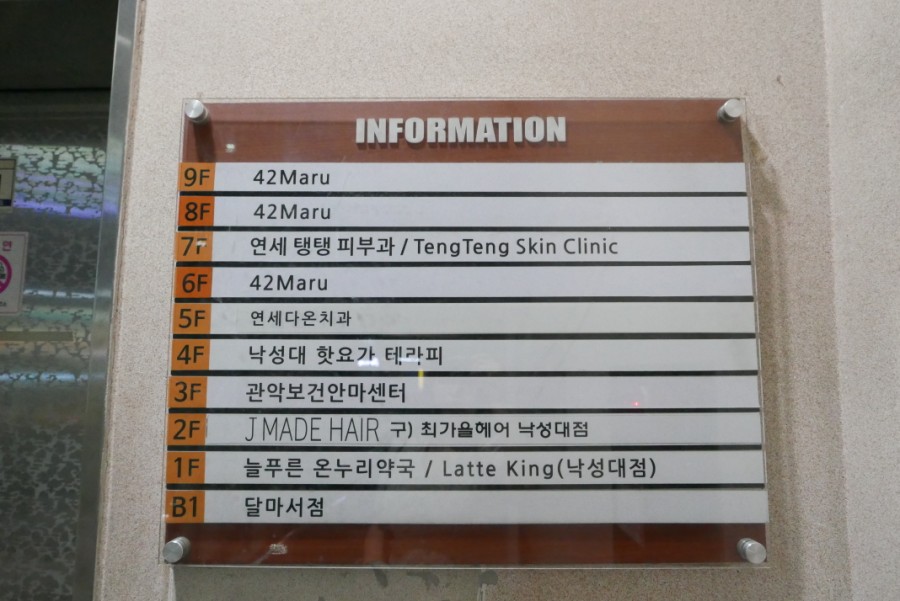 INFORMATION
9F 42Maru
8F 42Maru
7F 연세 탱탱 피부과 / TengTeng Skin Clinic
6F 42Maru
5F 연세다온치과
4F 낙성대 핫요가 테라피
3F 관악보건안마센터
2F J MADE HAIR 구) 최가을헤어 낙성대점
1F 늘푸른 온누리약국 / Latte King(낙성대점)
B1 달마서점